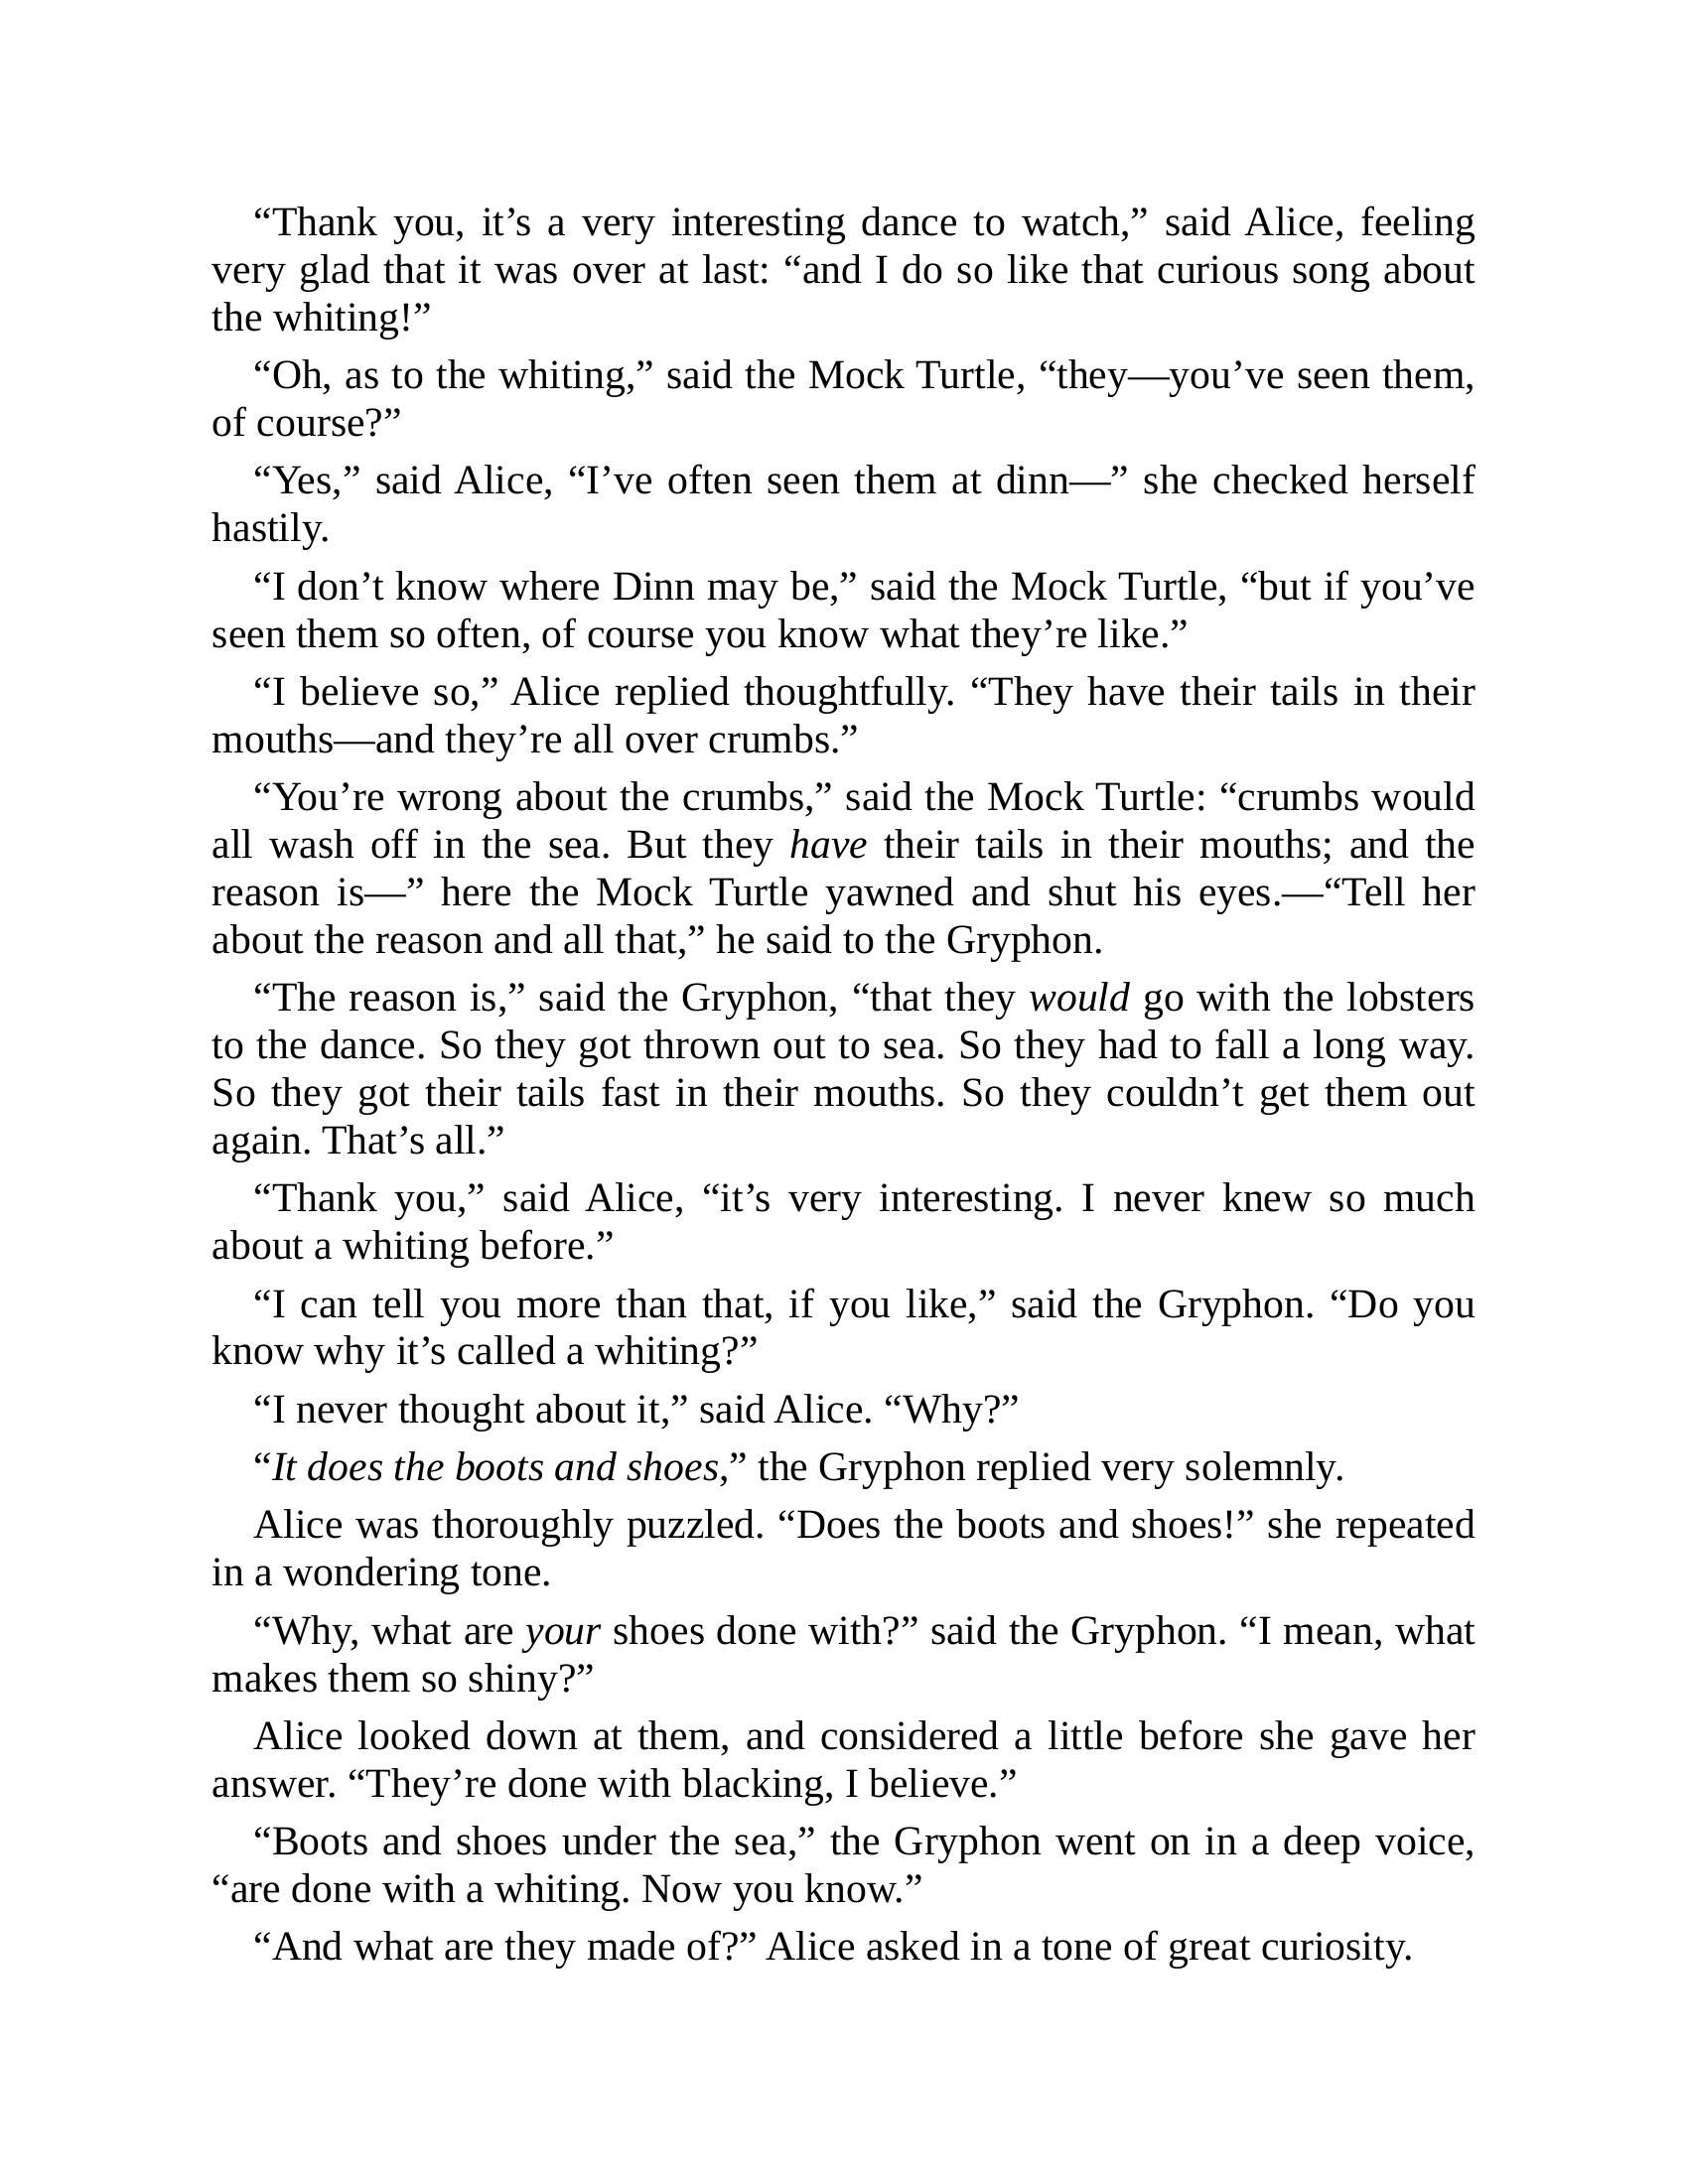 “Thank you, it’s a very interesting dance to watch,” said Alice, feeling
very glad that it was over at last: “and I do so like that curious song about
the whiting!”
“Oh, as to the whiting,” said the Mock Turtle, “they—you’ve seen them,
of course?”
“Yes,” said Alice, “I’ve often seen them at dinn—” she checked herself
hastily.
“I don’t know where Dinn may be,” said the Mock Turtle, “but if you’ve
seen them so often, of course you know what they’re like.”
“I believe so,” Alice replied thoughtfully. “They have their tails in their
mouths—and they’re all over crumbs.”
“You’re wrong about the crumbs,” said the Mock Turtle: “crumbs would
all wash off in the sea. But they have their tails in their mouths; and the
reason is—” here the Mock Turtle yawned and shut his eyes.—“Tell her
about the reason and all that,” he said to the Gryphon.
“The reason is,” said the Gryphon, “that they would go with the lobsters
to the dance. So they got thrown out to sea. So they had to fall a long way.
So they got their tails fast in their mouths. So they couldn’t get them out
again. That’s all.”
“Thank you,” said Alice, “it’s very interesting. I never knew so much
about a whiting before.”
“I can tell you more than that, if you like,” said the Gryphon. “Do you
know why it’s called a whiting?”
“I never thought about it,” said Alice. “Why?”
“It does the boots and shoes,” the Gryphon replied very solemnly.
Alice was thoroughly puzzled. “Does the boots and shoes!” she repeated
in a wondering tone.
“Why, what are your shoes done with?” said the Gryphon. “I mean, what
makes them so shiny?”
Alice looked down at them, and considered a little before she gave her
answer. “They’re done with blacking, I believe.”
“Boots and shoes under the sea,” the Gryphon went on in a deep voice,
“are done with a whiting. Now you know.”
“And what are they made of?” Alice asked in a tone of great curiosity.